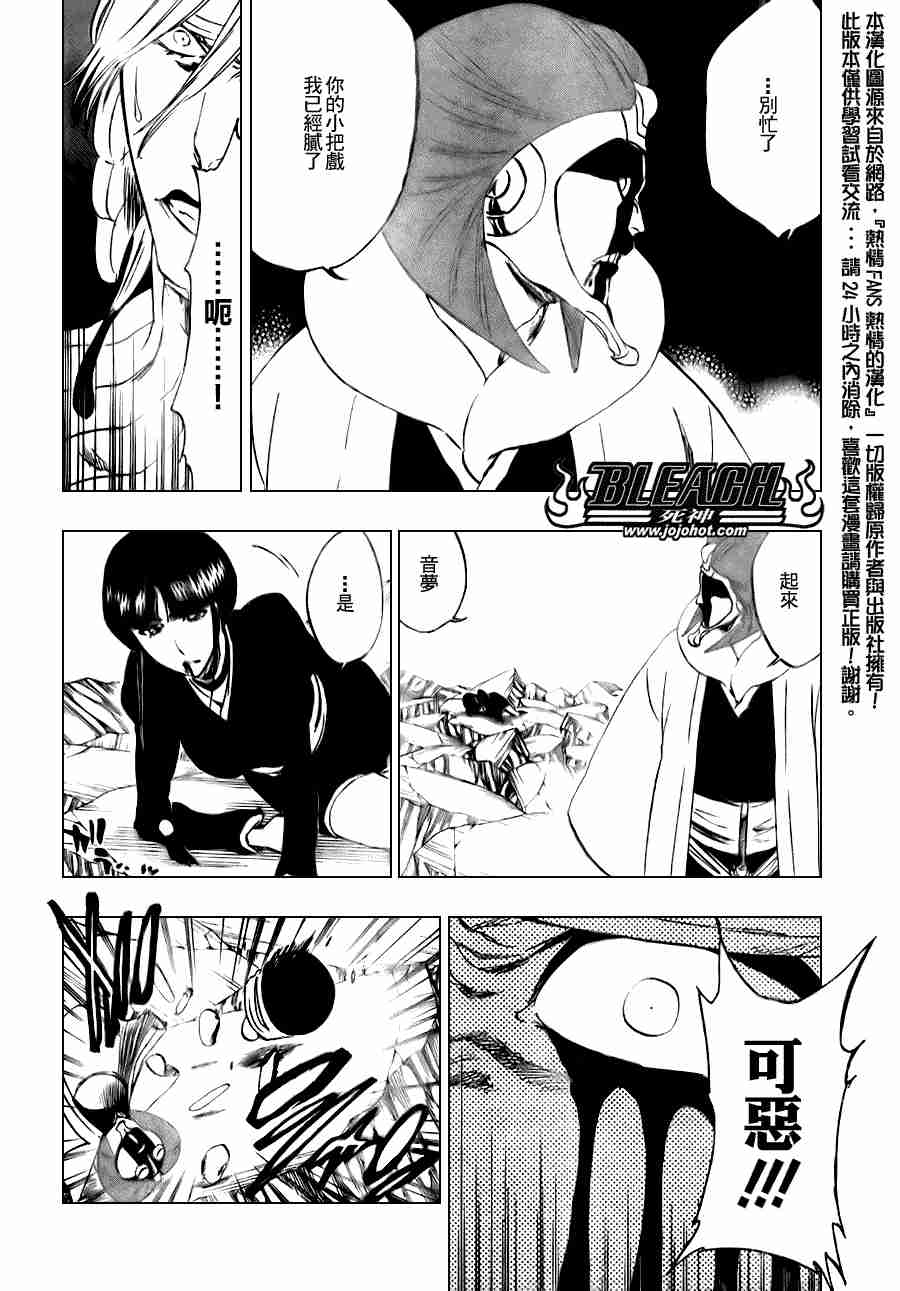 …別忙了
你的小把戲
我已經膩了
……呃……！
BLEACH
死神
www.jojohot.com
起來
音夢
…是
可惡!!!
本漢化圖源來自於網路，『熱情FANS 熱情的漢化』一切版權歸原作者與出版社擁有！
此版本僅供學習試看交流… 請24小時之內消除，喜歡這套漫畫請購買正版！謝謝。